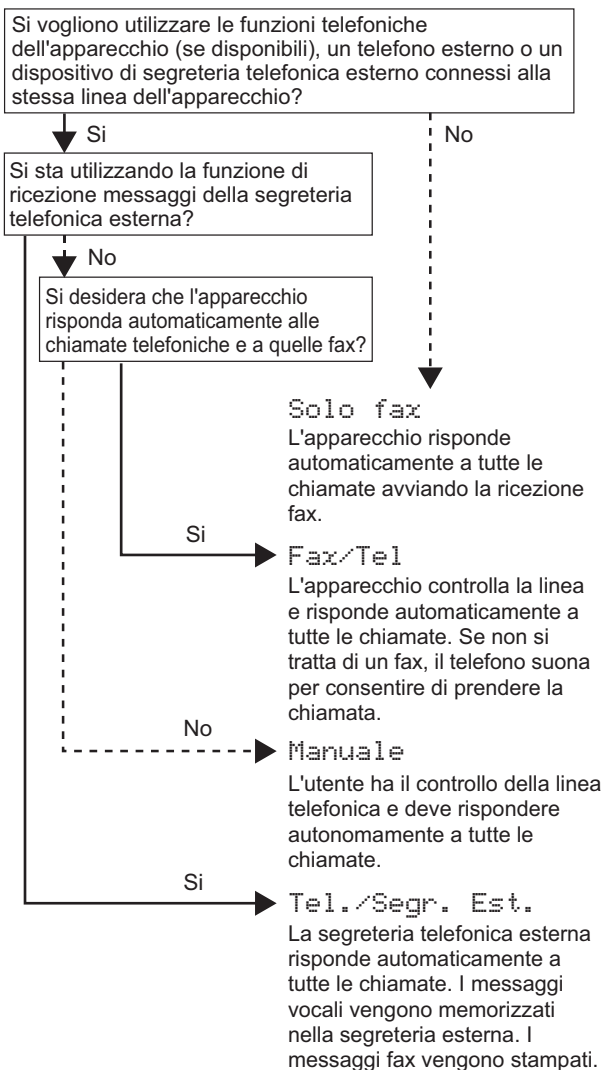 Si vogliono utilizzare le funzioni telefoniche
dell'apparecchio (se disponibili), un telefono esterno o un
dispositivo di segreteria telefonica esterno connessi alla
stessa linea dell'apparecchio?
Si
No
Si sta utilizzando la funzione di
ricezione messaggi della segreteria
telefonica esterna?
No
Si desidera che l'apparecchio
risponda automaticamente alle
chiamate telefoniche e a quelle fax?
Solo fax
L'apparecchio risponde
automaticamente a tutte le
chiamate avviando la ricezione
fax.
Si
Fax/Tel
L'apparecchio controlla la linea
e risponde automaticamente a
tutte le chiamate. Se non si
tratta di un fax, il telefono suona
per consentire di prendere la
chiamata.
No
Manuale
L'utente ha il controllo della linea
telefonica e deve rispondere
autonomamente a tutte le
chiamate.
Si
Tel./Segr. Est.
La segreteria telefonica esterna
risponde automaticamente a
tutte le chiamate. I messaggi
vocali vengono memorizzati
nella segreteria esterna. I
messaggi fax vengono stampati.